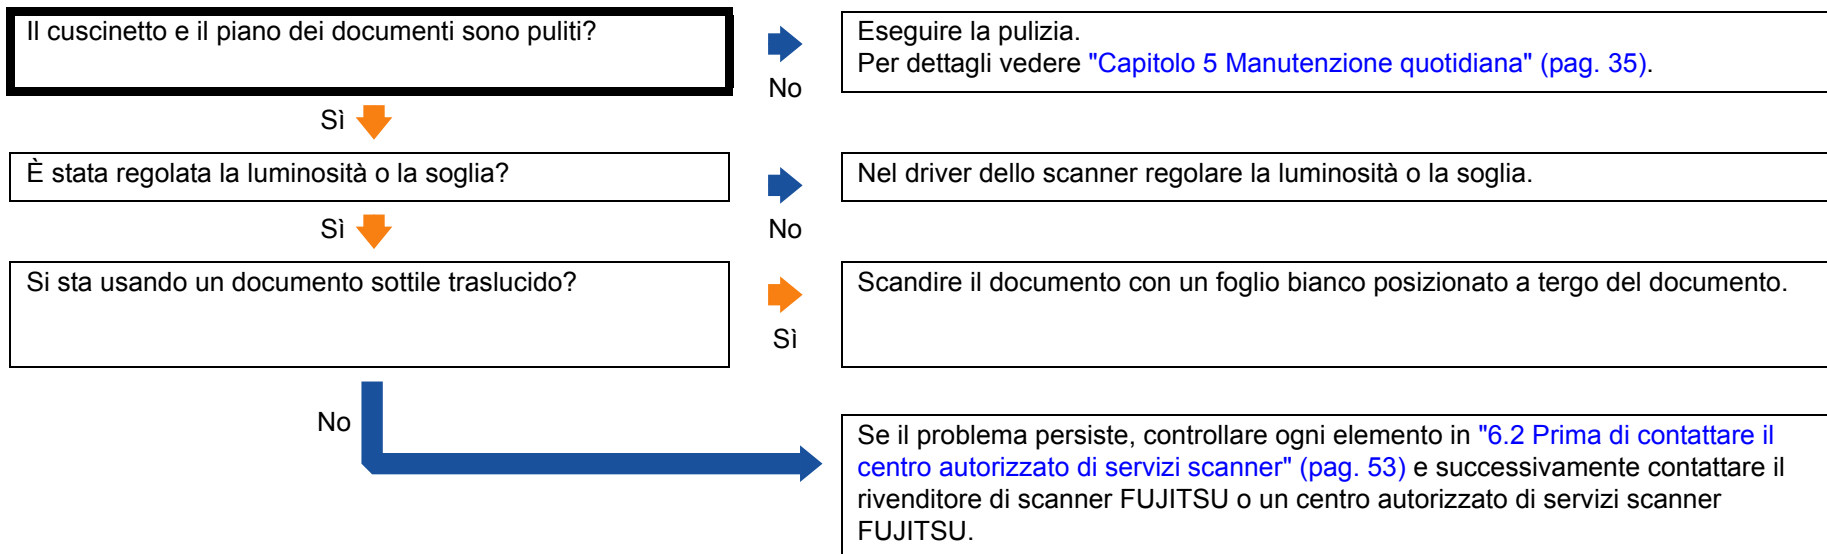 Il cuscinetto e il piano dei documenti sono puliti?
No
Eseguire la pulizia.
Per dettagli vedere "Capitolo 5 Manutenzione quotidiana" (pag. 35).
Sì
È stata regolata la luminosità o la soglia?
No
Nel driver dello scanner regolare la luminosità o la soglia.
Sì
Si sta usando un documento sottile traslucido?
Sì
Scandire il documento con un foglio bianco posizionato a tergo del documento.
No
Se il problema persiste, controllare ogni elemento in "6.2 Prima di contattare il
centro autorizzato di servizi scanner" (pag. 53) e successivamente contattare il
rivenditore di scanner FUJITSU o un centro autorizzato di servizi scanner
FUJITSU.